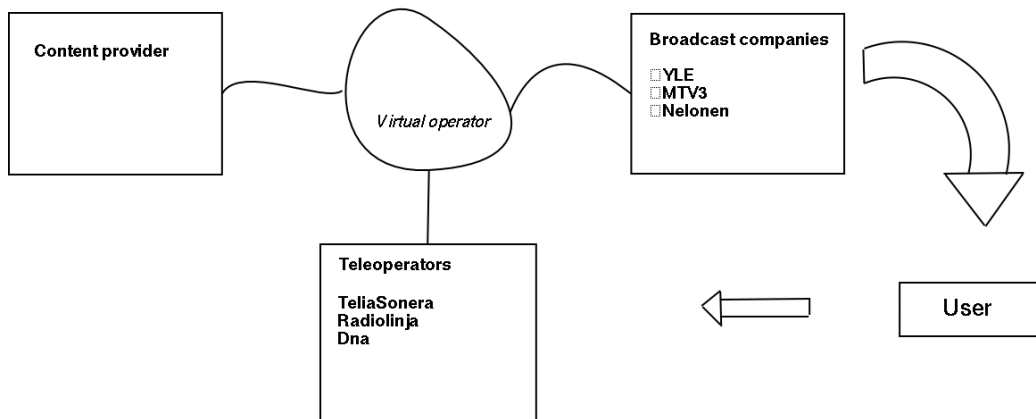 Content provider
Virtual operator
Broadcast companies
YLE
MTV3
Nelonen
Teleoperators
TeliaSonera
Radiolinja
Dna
User